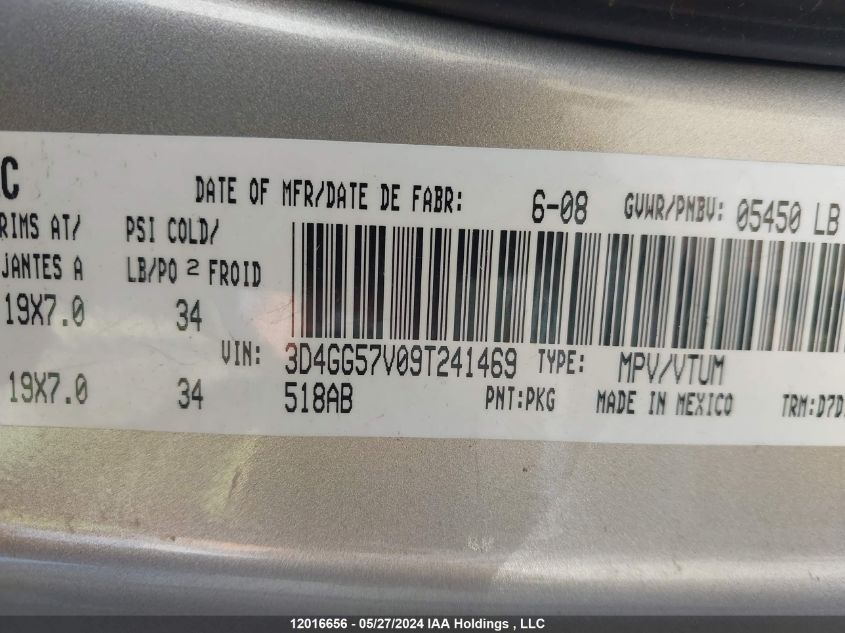 C
DATE OF MFR/DATE DE FABR: 6-08 GVWR/PNBV: 05450 LB
RIMS AT/ PSI COLD/
JANTES A LB/PO 2 FROID
19X7.0 34
VIN: 3D4GG57V09T241469 TYPE: MPV/VTUM
19X7.0 34 518AB PNT:PKG MADE IN MEXICO TRM:D7D
12016656 - 05/27/2024 IAA Holdings , LLC